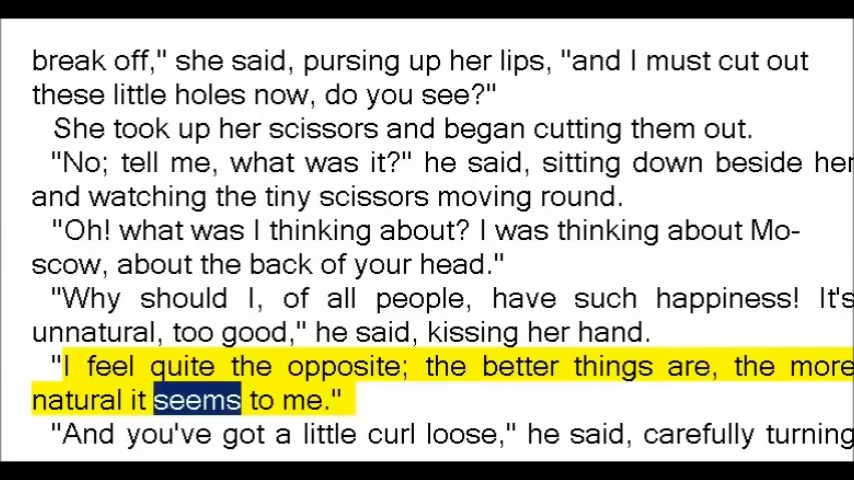 break off," she said, pursing up her lips, "and I must cut out
these little holes now, do you see?"
She took up her scissors and began cutting them out.
"No; tell me, what was it?" he said, sitting down beside her
and watching the tiny scissors moving round.
"Oh! what was I thinking about? I was thinking about Mo-
scow, about the back of your head."
"Why should I, of all people, have such happiness! It's
unnatural, too good," he said, kissing her hand.
"I feel quite the opposite; the better things are, the more
natural it seems to me."
"And you've got a little curl loose," he said, carefully turning